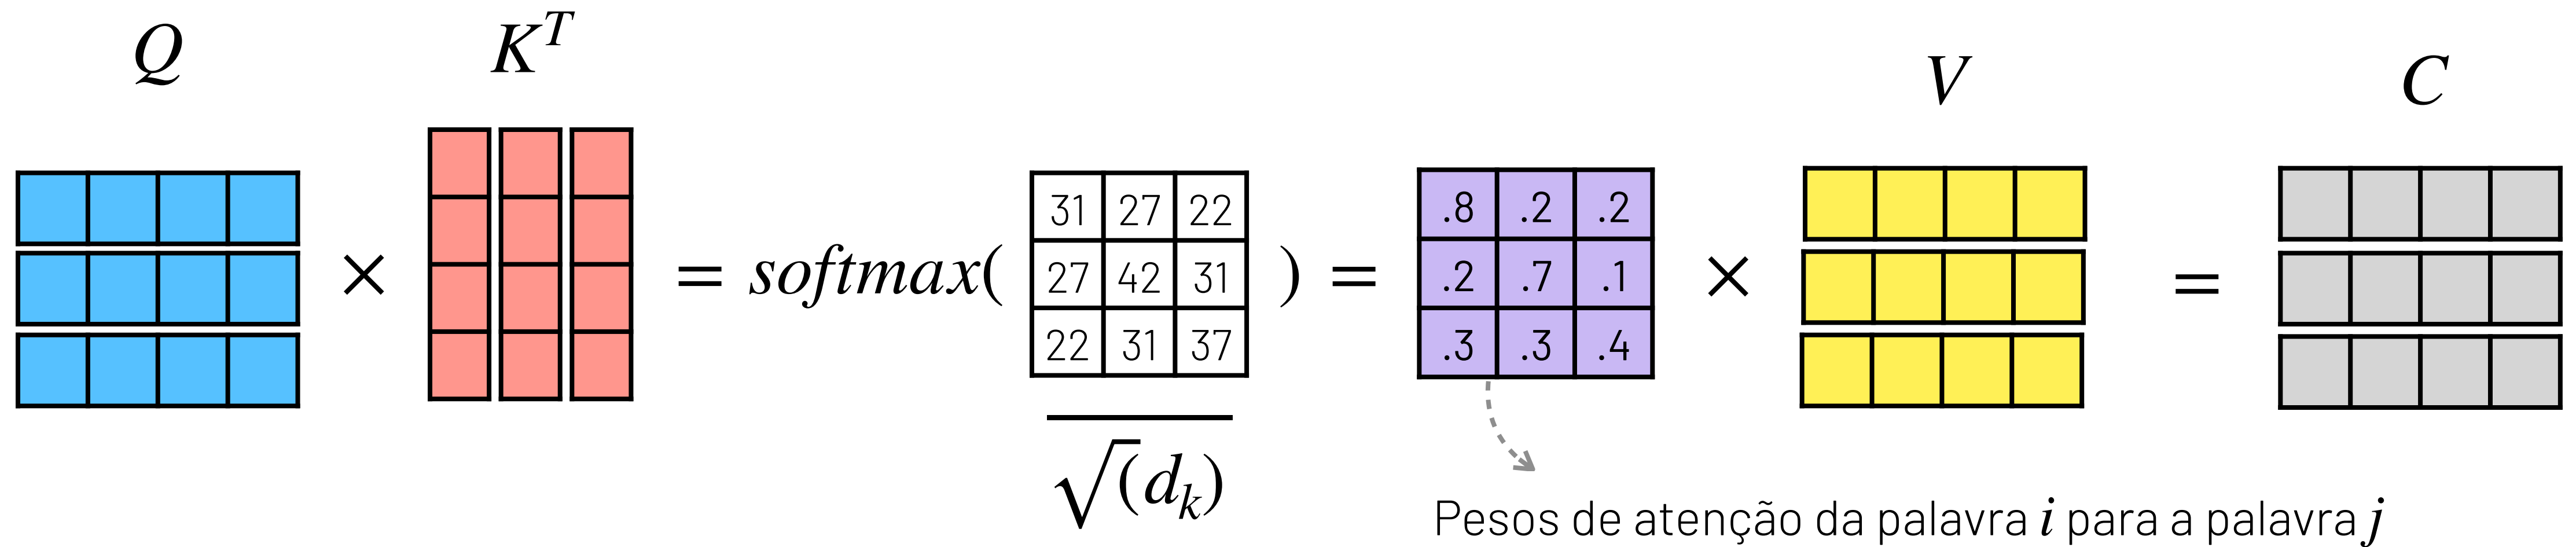 Q K^T V C
× = softmax( 31 27 22 ) = .8 .2 .2 × =
27 42 31 .2 .7 .1
22 31 37 .3 .3 .4
√(d_k)
Pesos de atenção da palavra i para a palavra j